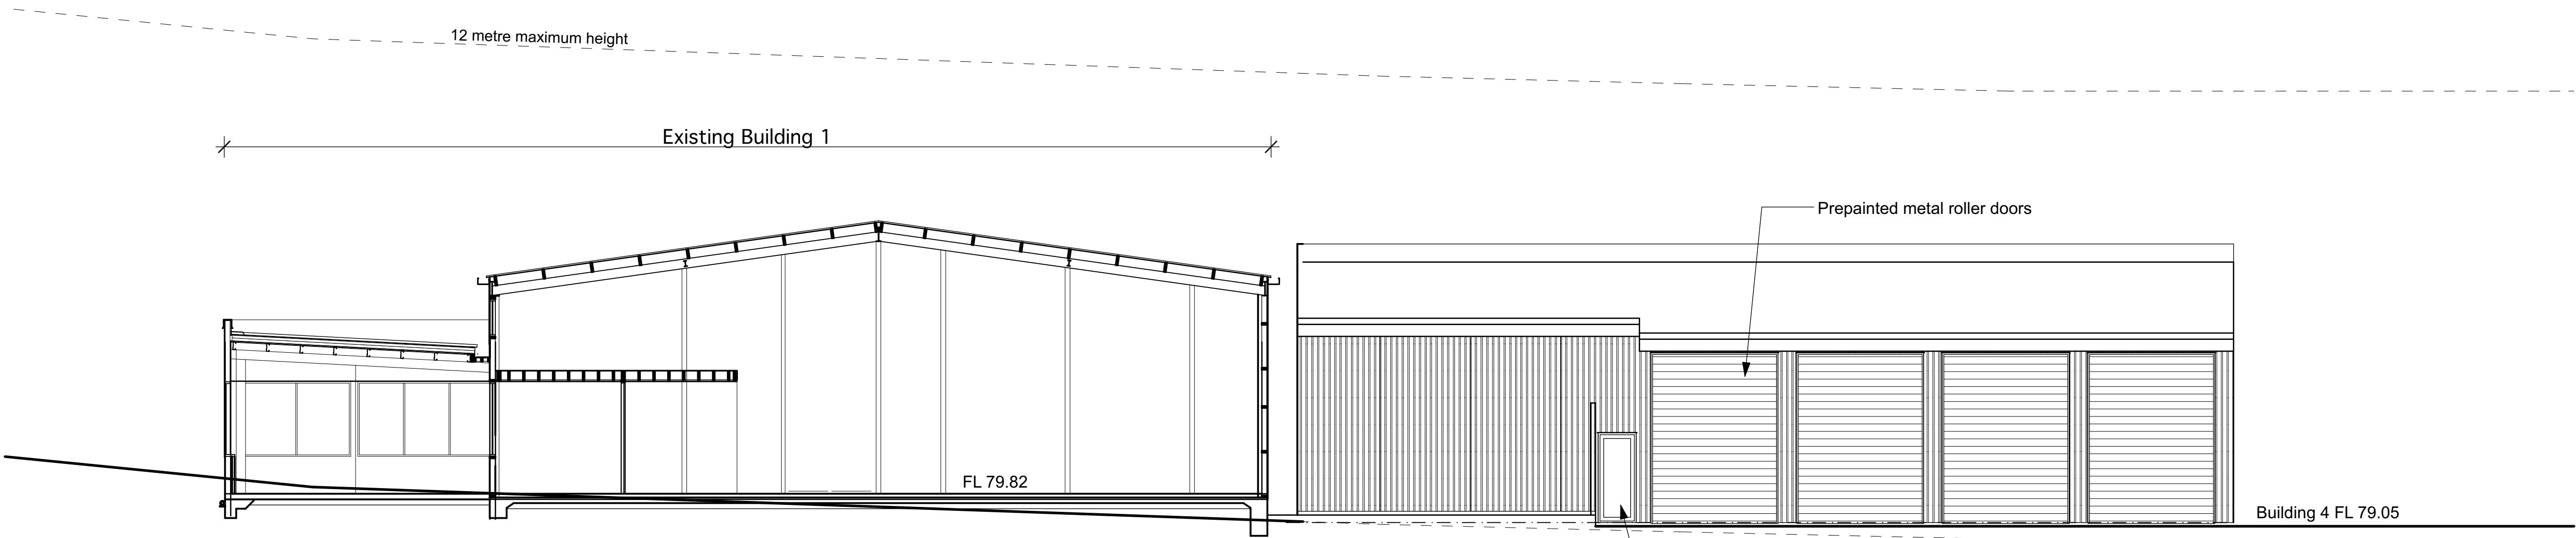 12 metre maximum height
Existing Building 1
Prepainted metal roller doors
FL 79.82
Building 4 FL 79.05